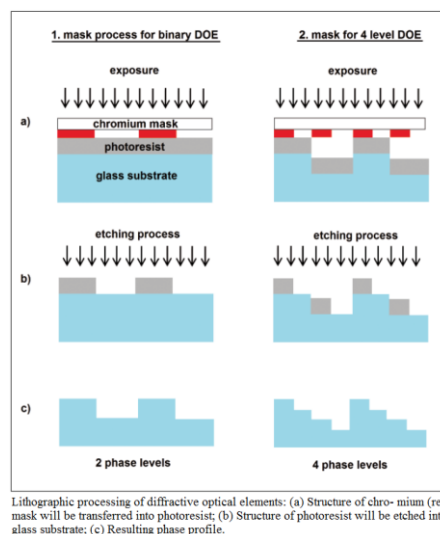 1. mask process for binary DOE
2. mask for 4 level DOE
exposure
exposure
a)
chromium mask
photoresist
glass substrate
etching process
etching process
b)
c)
2 phase levels
4 phase levels
Lithographic processing of diffractive optical elements: (a) Structure of chro- mium (re
mask will be transferred into photoresist; (b) Structure of photoresist will be etched int
glass substrate; (c) Resulting phase profile.